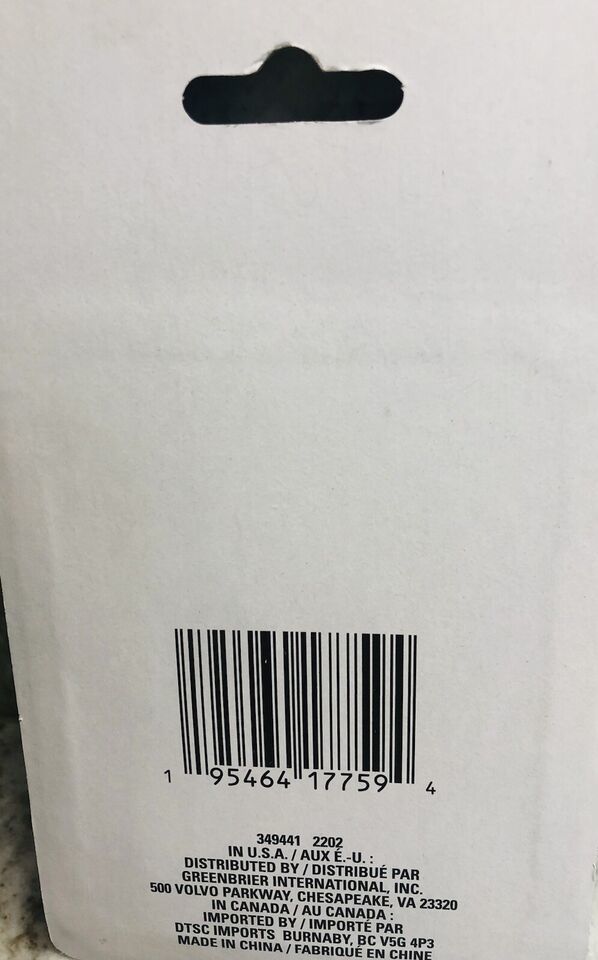 1 95464 17759 4
349441 2202
IN U.S.A. / AUX É.-U. :
DISTRIBUTED BY / DISTRIBUÉ PAR
GREENBRIER INTERNATIONAL, INC.
500 VOLVO PARKWAY, CHESAPEAKE, VA 23320
IN CANADA / AU CANADA :
IMPORTED BY / IMPORTÉ PAR
DTSC IMPORTS BURNABY, BC V5G 4P3
MADE IN CHINA / FABRIQUÉ EN CHINE